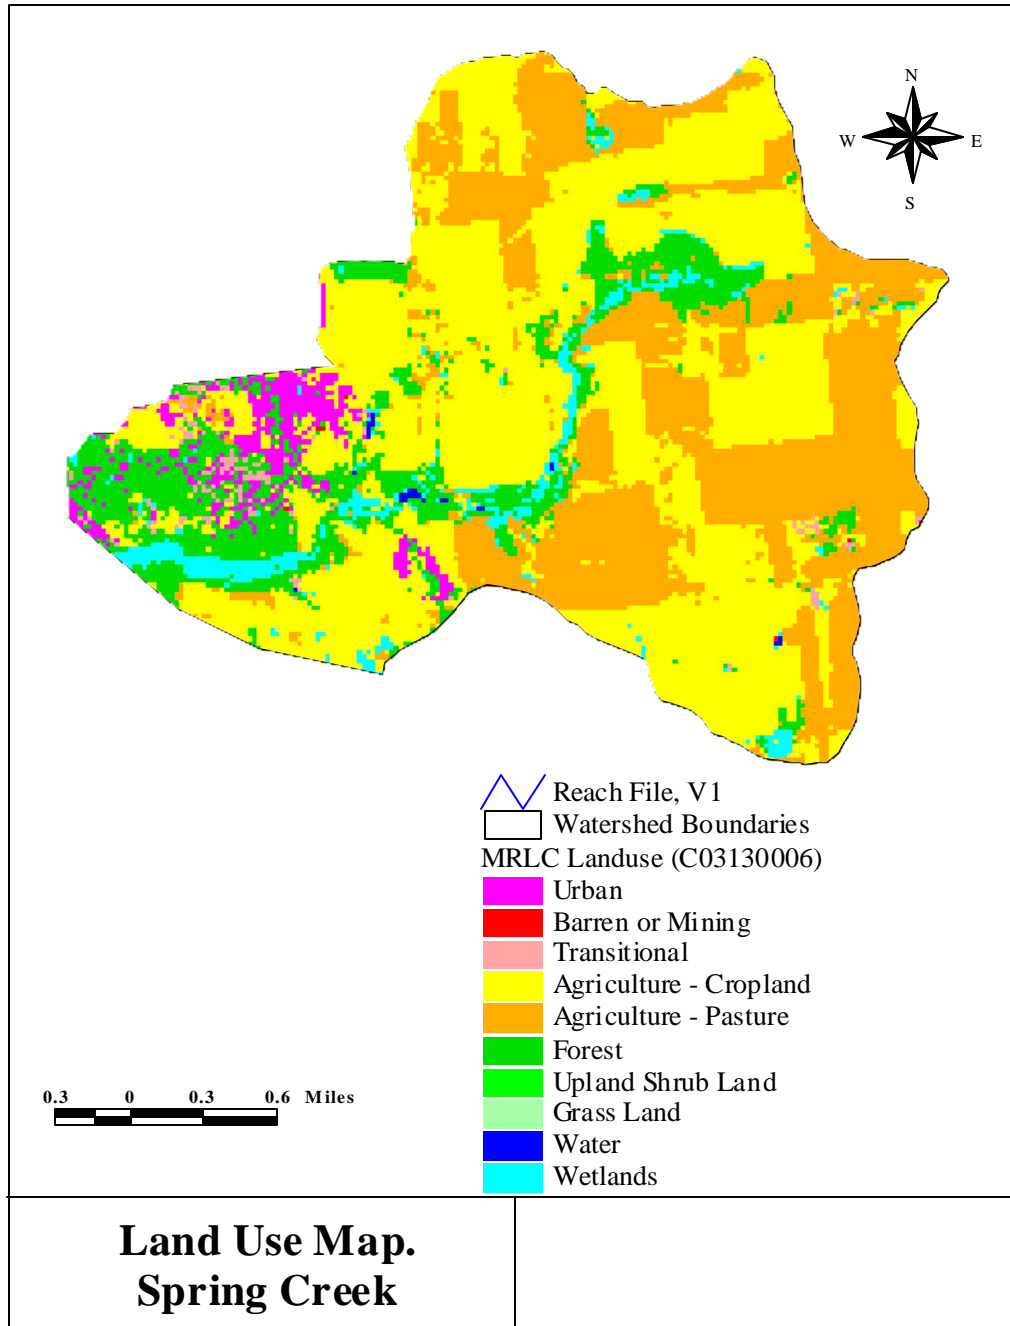 N
W E
S
Reach File, V1
Watershed Boundaries
MRLC Landuse (C03130006)
Urban
Barren or Mining
Transitional
Agriculture - Cropland
Agriculture - Pasture
Forest
Upland Shrub Land
Grass Land
Water
Wetlands
0.3 0 0.3 0.6 Miles
Land Use Map.
Spring Creek